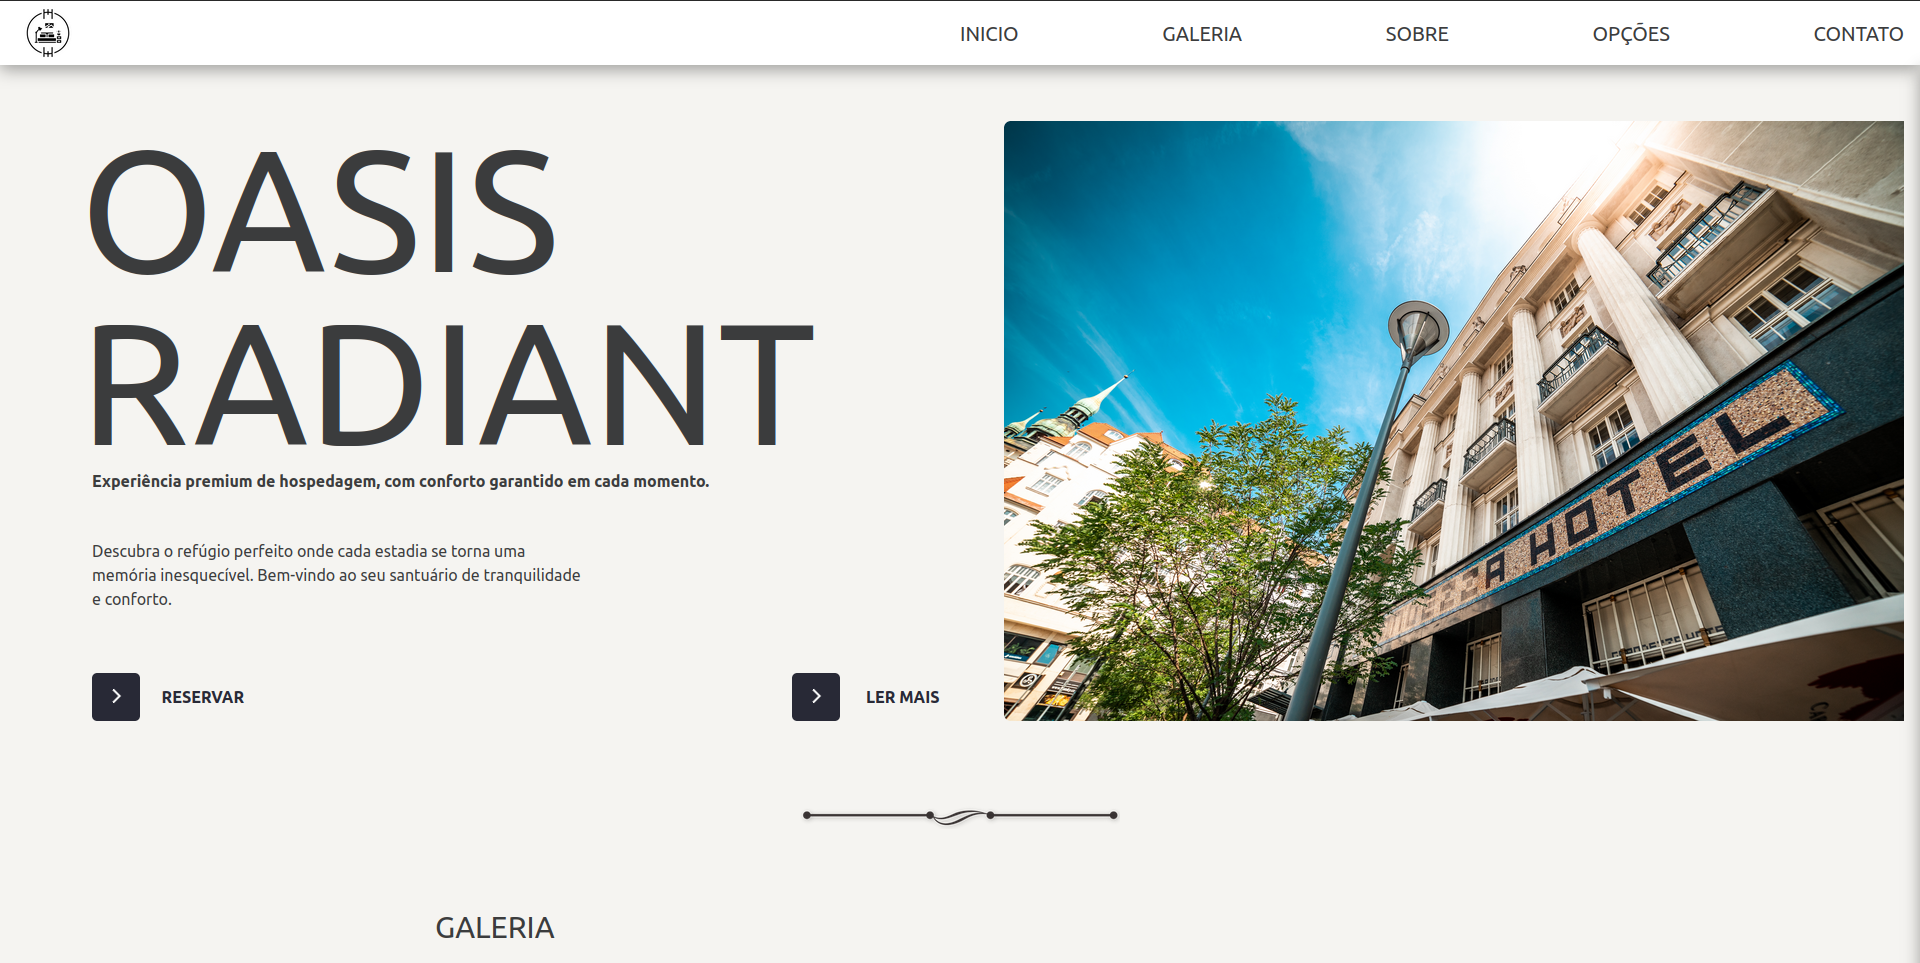 INICIO GALERIA SOBRE OPÇÕES CONTATO
OASIS
RADIANT
Experiência premium de hospedagem, com conforto garantido em cada momento.
Descubra o refúgio perfeito onde cada estadia se torna uma
memória inesquecível. Bem-vindo ao seu santuário de tranquilidade
e conforto.
RESERVAR
LER MAIS
HOTEL
GALERIA